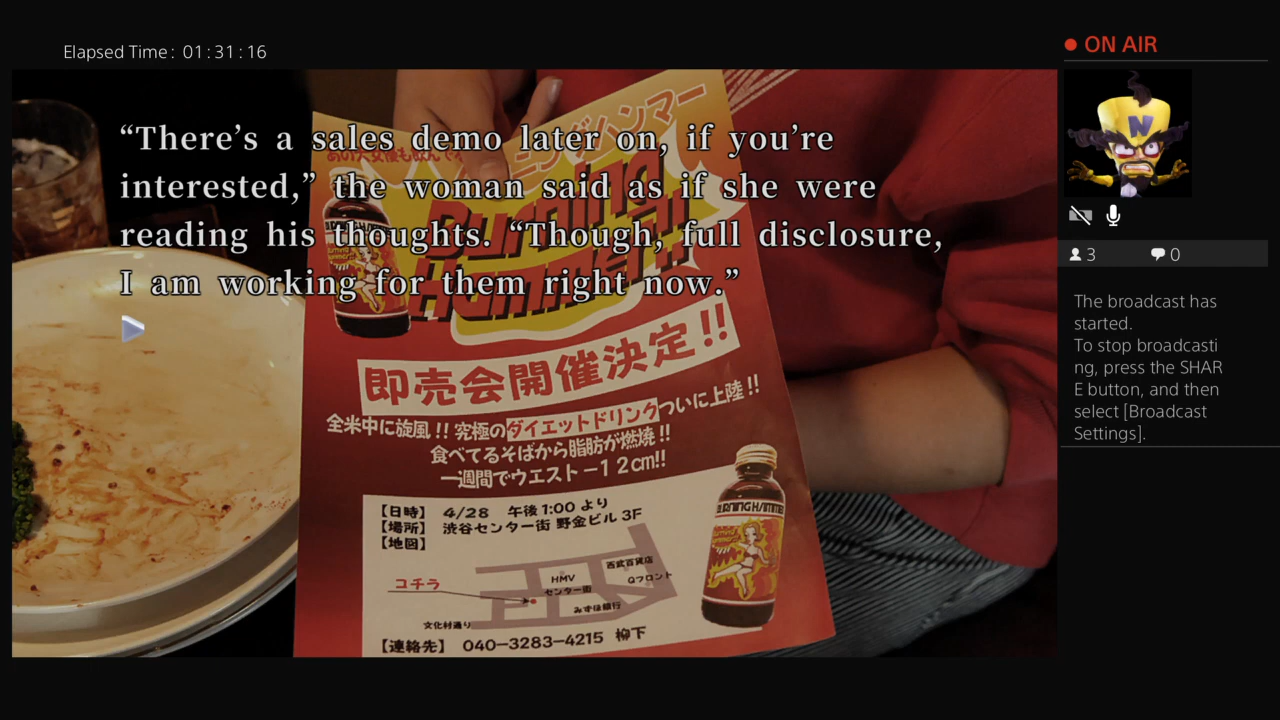 Elapsed Time: 01:31:16
ON AIR
“There’s a sales demo later on, if you’re
interested,” the woman said as if she were
reading his thoughts. “Though, full disclosure,
I am working for them right now.”
Burning
Hammer!!
即売会開催決定!!
全米中に旋風!!究極のダイエットドリンクついに上陸!!
食べてるそばから脂肪が燃焼!!
一週間でウエスト－12cm!!
【日時】 4/28 午後1:00より
【場所】 渋谷センター街 野金ビル 3F
【地図】
コチラ
HMV
センター街
西武百貨店
Qフロント
みずほ銀行
文化村通り
【連絡先】 040－3283－4215 柳下
BURNING HAMMER
N
3
0
The broadcast has
started.
To stop broadcasti
ng, press the SHAR
E button, and then
select [Broadcast
Settings].